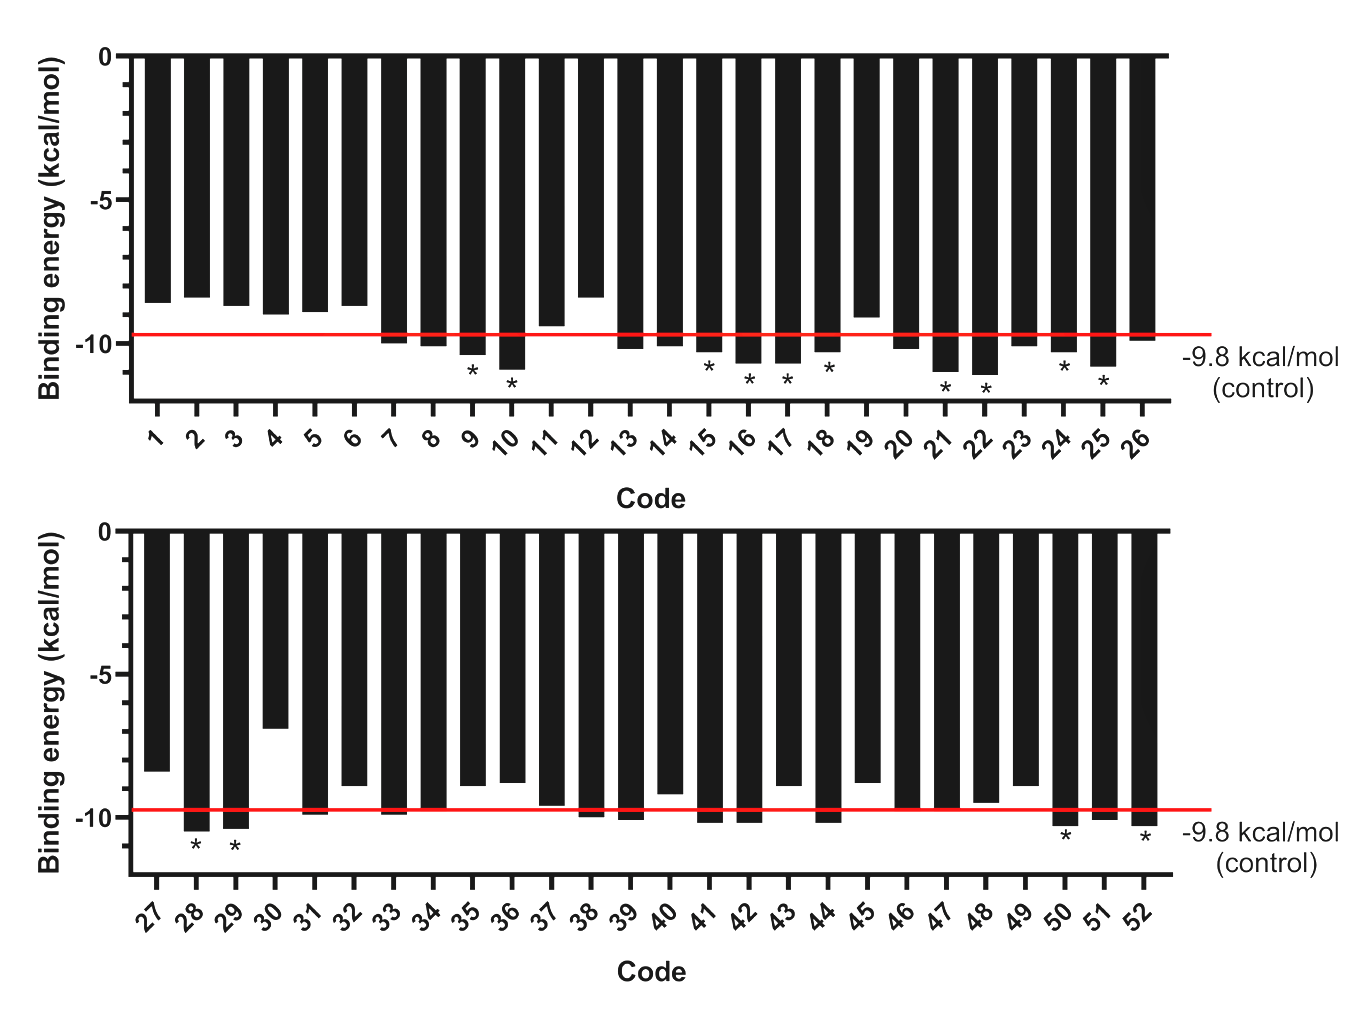 Binding energy (kcal/mol)
0
-5
-10
* * * * * * * * * *
-9.8 kcal/mol
(control)
1 2 3 4 5 6 7 8 9 10 11 12 13 14 15 16 17 18 19 20 21 22 23 24 25 26
Code
Binding energy (kcal/mol)
0
-5
-10
* * * *
-9.8 kcal/mol
(control)
27 28 29 30 31 32 33 34 35 36 37 38 39 40 41 42 43 44 45 46 47 48 49 50 51 52
Code